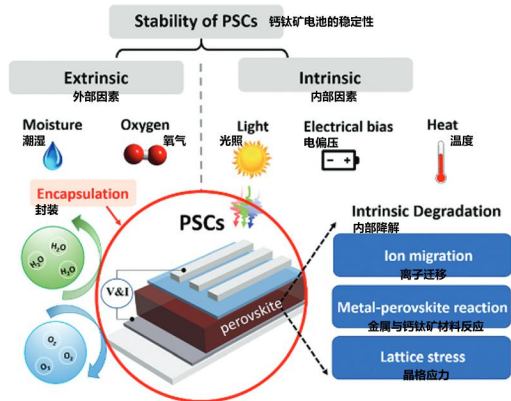 Stability of PSCs 钙钛矿电池的稳定性
Extrinsic
外部因素
Intrinsic
内部因素
Moisture
潮湿
Oxygen
氧气
Light
光照
Electrical bias
电偏压
Heat
温度
Encapsulation
封装
PSCs
Intrinsic Degradation
内部降解
H₂O
H₂O
H₂O
V&I
perovskite
Ion migration
离子迁移
Metal-perovskite reaction
金属与钙钛矿材料反应
O₂
O₂
O₃
Lattice stress
晶格应力